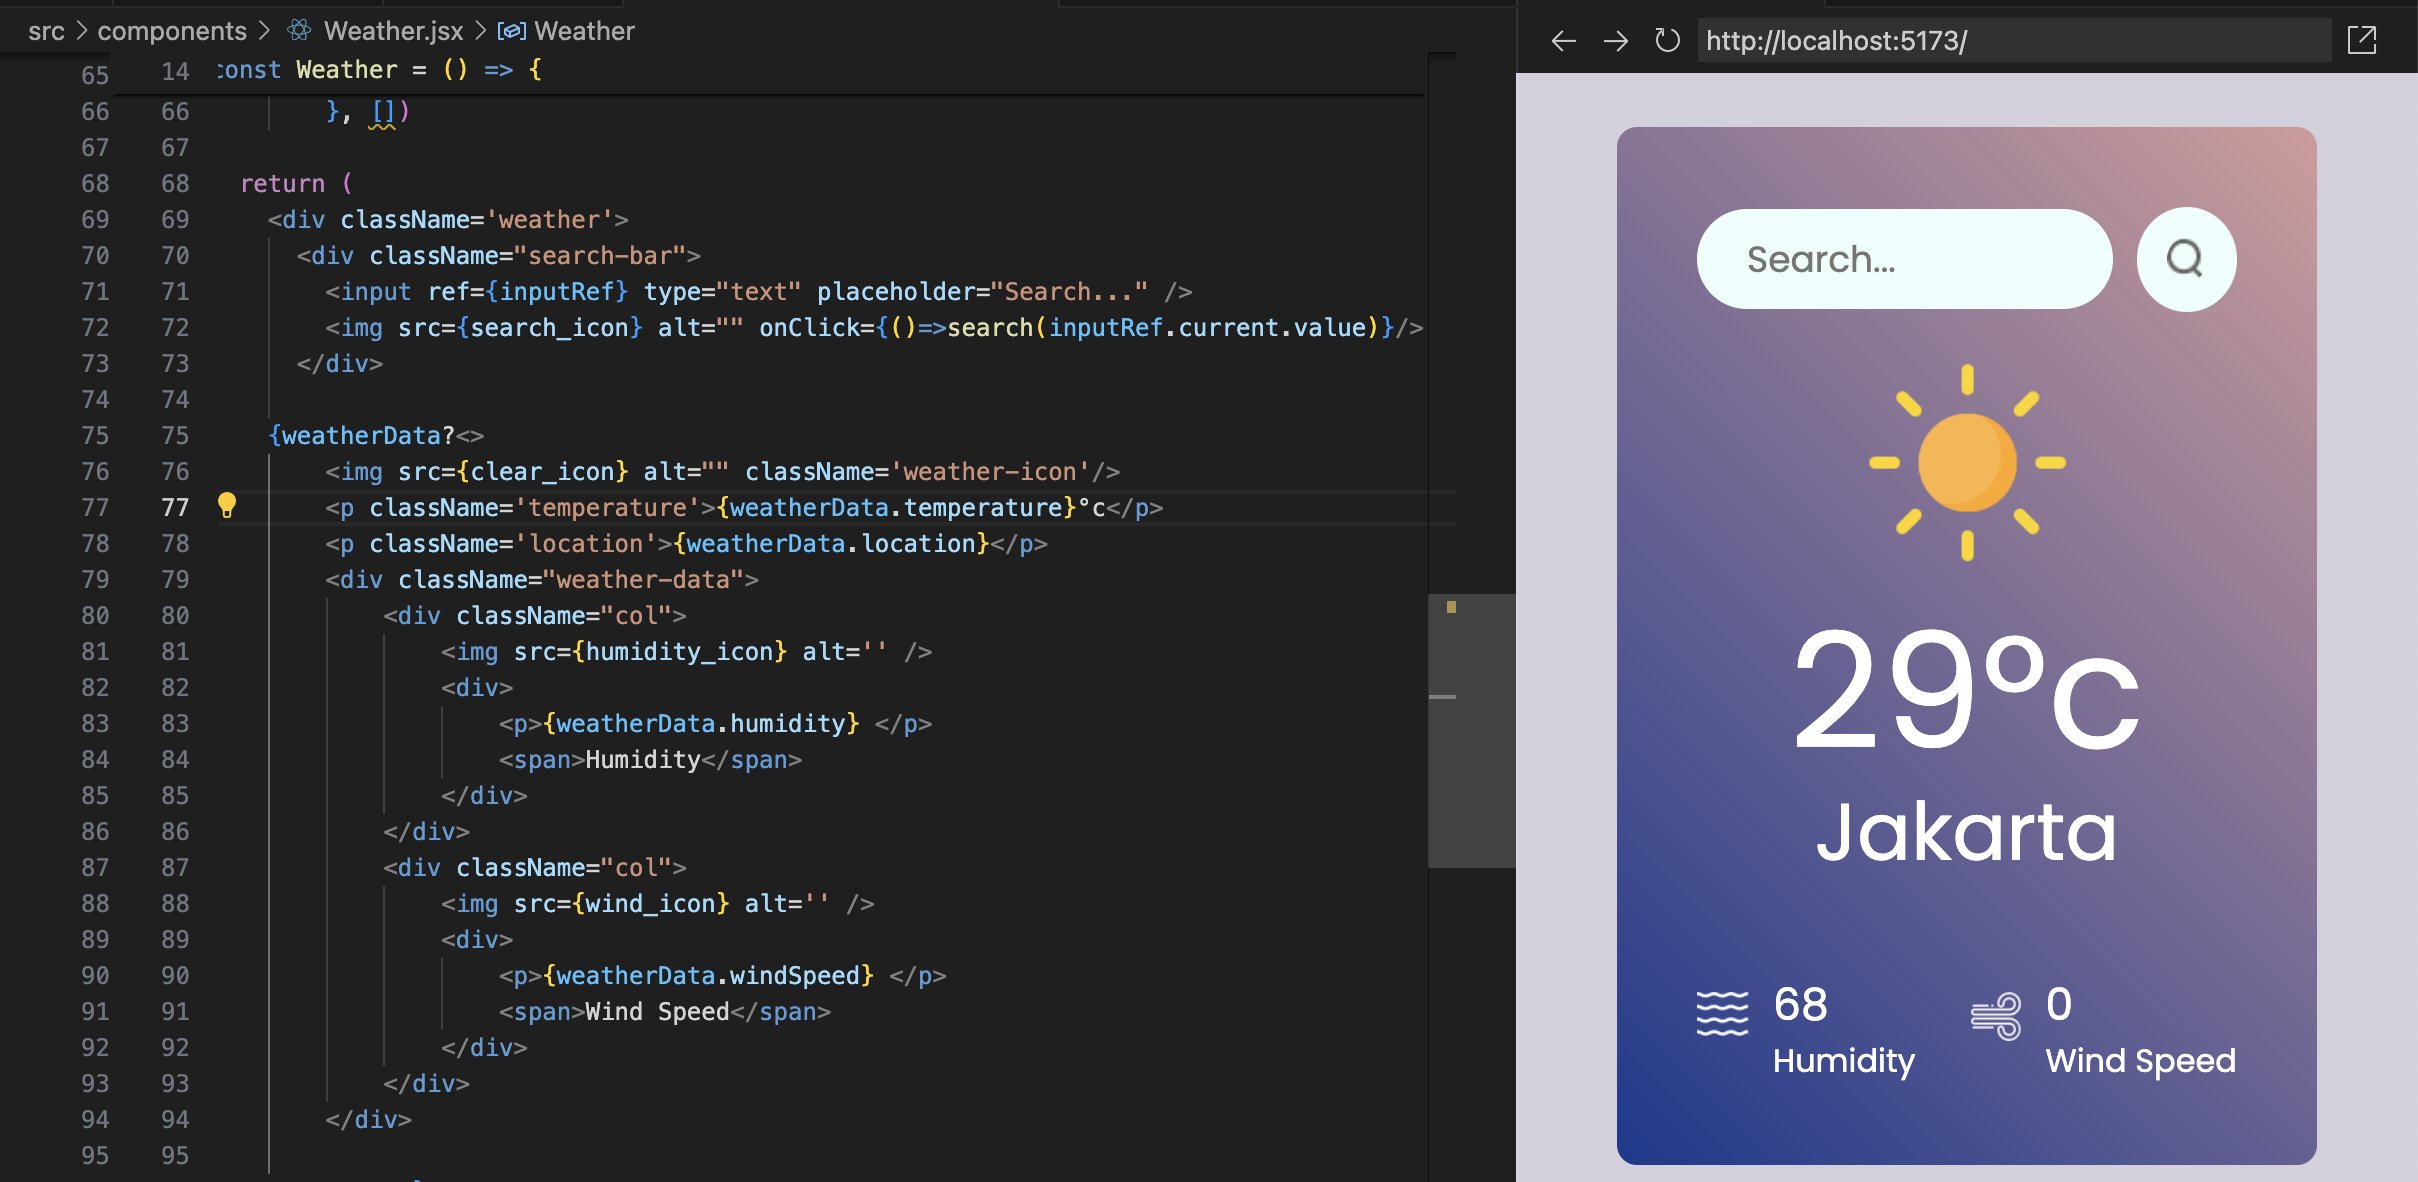 src > components > Weather.jsx > Weather
65 14 const Weather = () => {
66 66 }, [])
67 67
68 68 return (
69 69 <div className='weather'>
70 70 <div className="search-bar">
71 71 <input ref={inputRef} type="text" placeholder="Search..." />
72 72 <img src={search_icon} alt="" onClick={()=>search(inputRef.current.value)}/>
73 73 </div>
74 74
75 75 {weatherData?<>
76 76 <img src={clear_icon} alt="" className='weather-icon'/>
77 77 <p className='temperature'>{weatherData.temperature}°c</p>
78 78 <p className='location'>{weatherData.location}</p>
79 79 <div className="weather-data">
80 80 <div className="col">
81 81 <img src={humidity_icon} alt='' />
82 82 <div>
83 83 <p>{weatherData.humidity} </p>
84 84 <span>Humidity</span>
85 85 </div>
86 86 </div>
87 87 <div className="col">
88 88 <img src={wind_icon} alt='' />
89 89 <div>
90 90 <p>{weatherData.windSpeed} </p>
91 91 <span>Wind Speed</span>
92 92 </div>
93 93 </div>
94 94 </div>
95 95
http://localhost:5173/
Search...
29°c
Jakarta
68
Humidity
0
Wind Speed